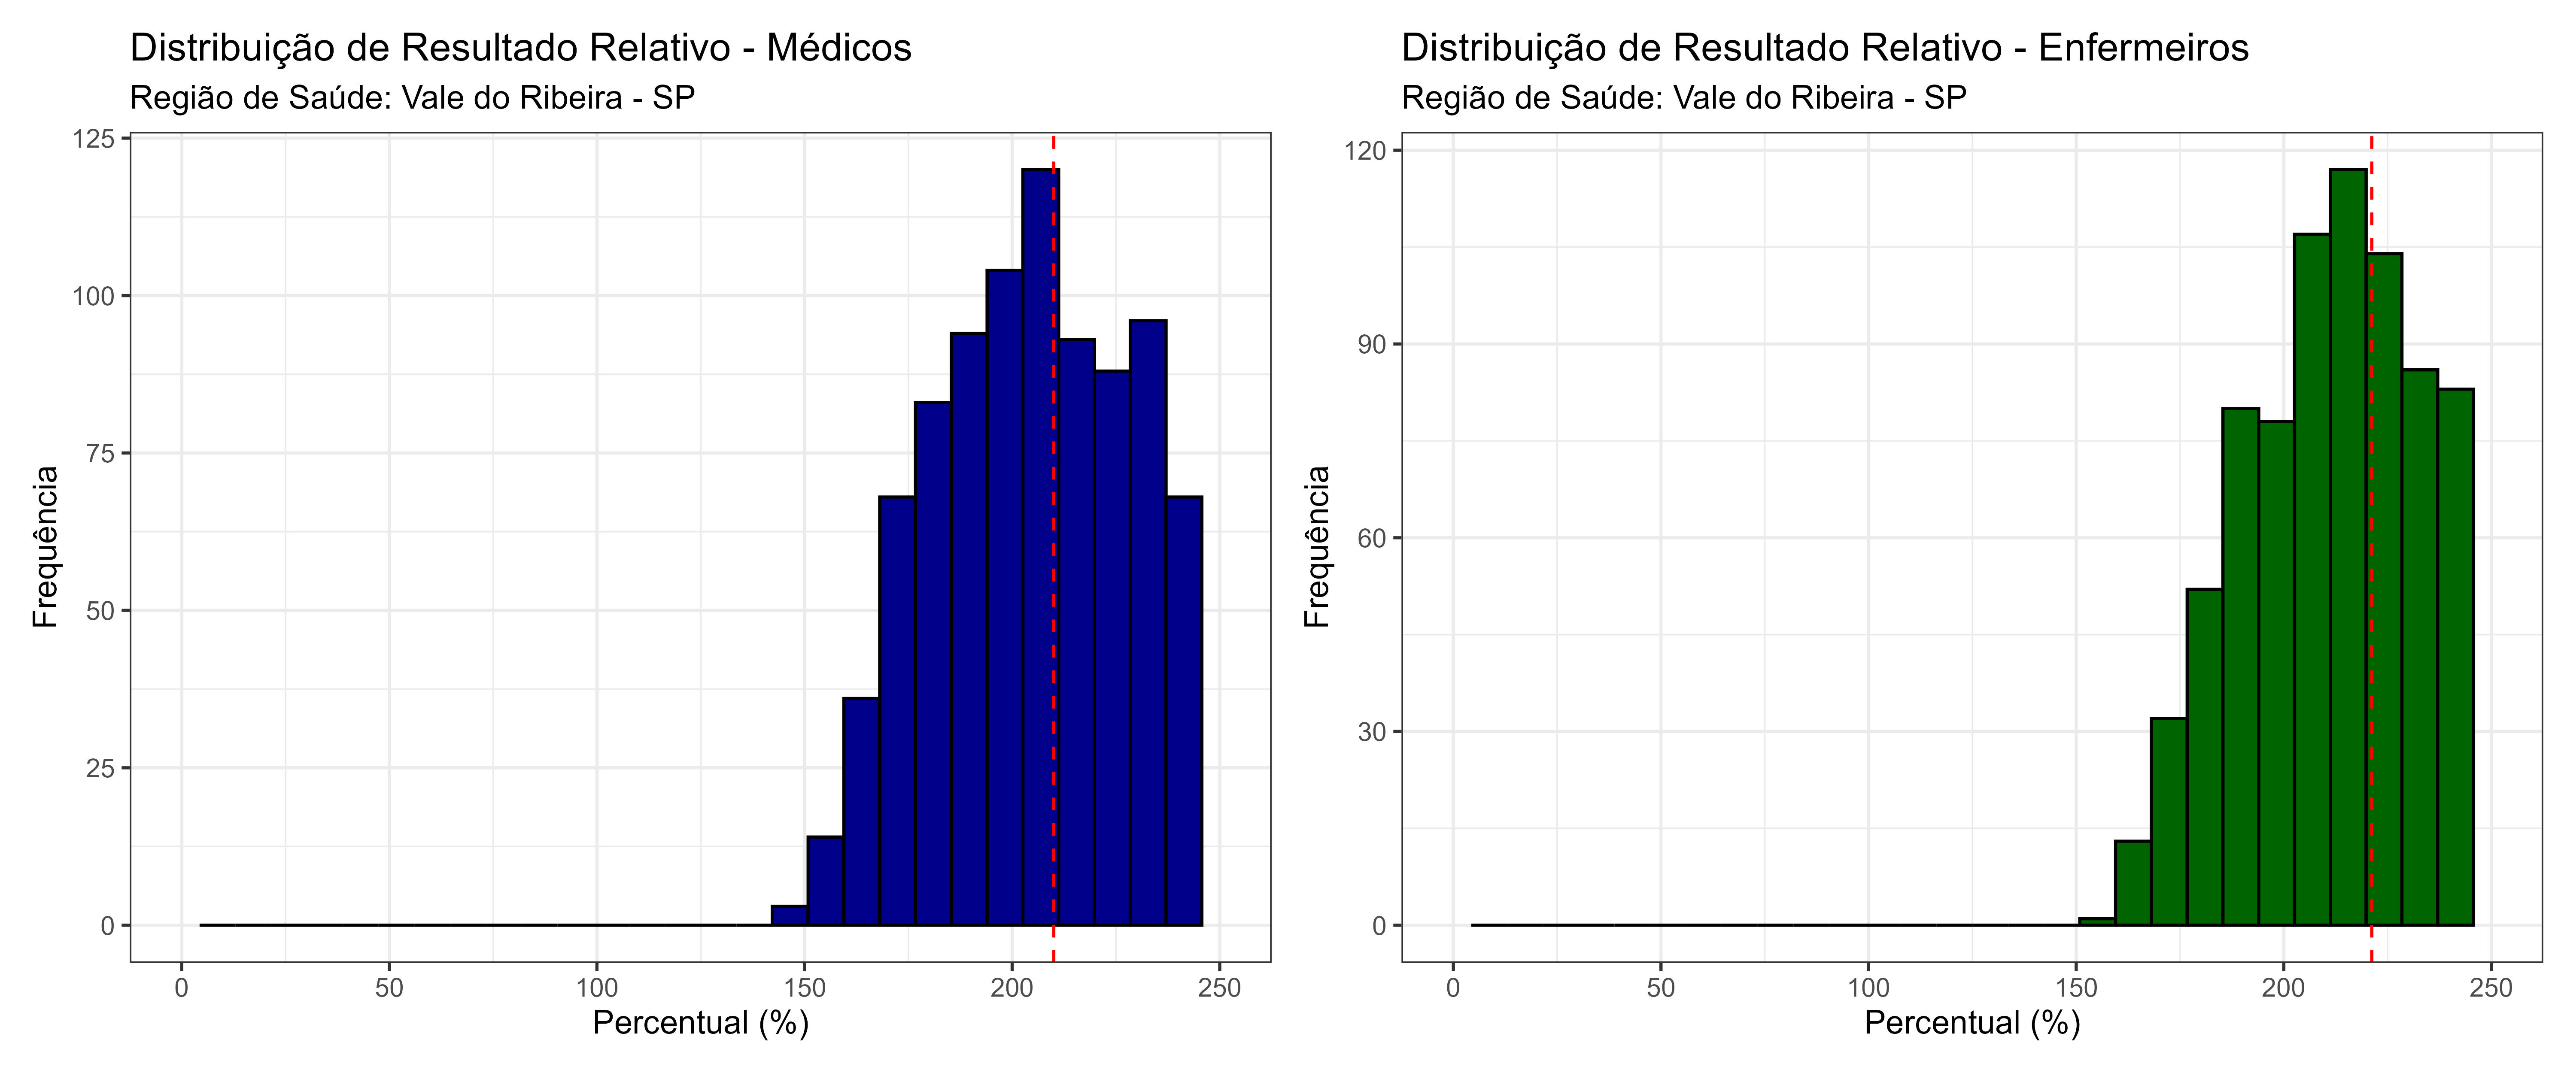 Distribuição de Resultado Relativo - Médicos
Região de Saúde: Vale do Ribeira - SP
125
100
75
50
25
0
Frequência
0 50 100 150 200 250
Percentual (%)
Distribuição de Resultado Relativo - Enfermeiros
Região de Saúde: Vale do Ribeira - SP
120
90
60
30
0
Frequência
0 50 100 150 200 250
Percentual (%)